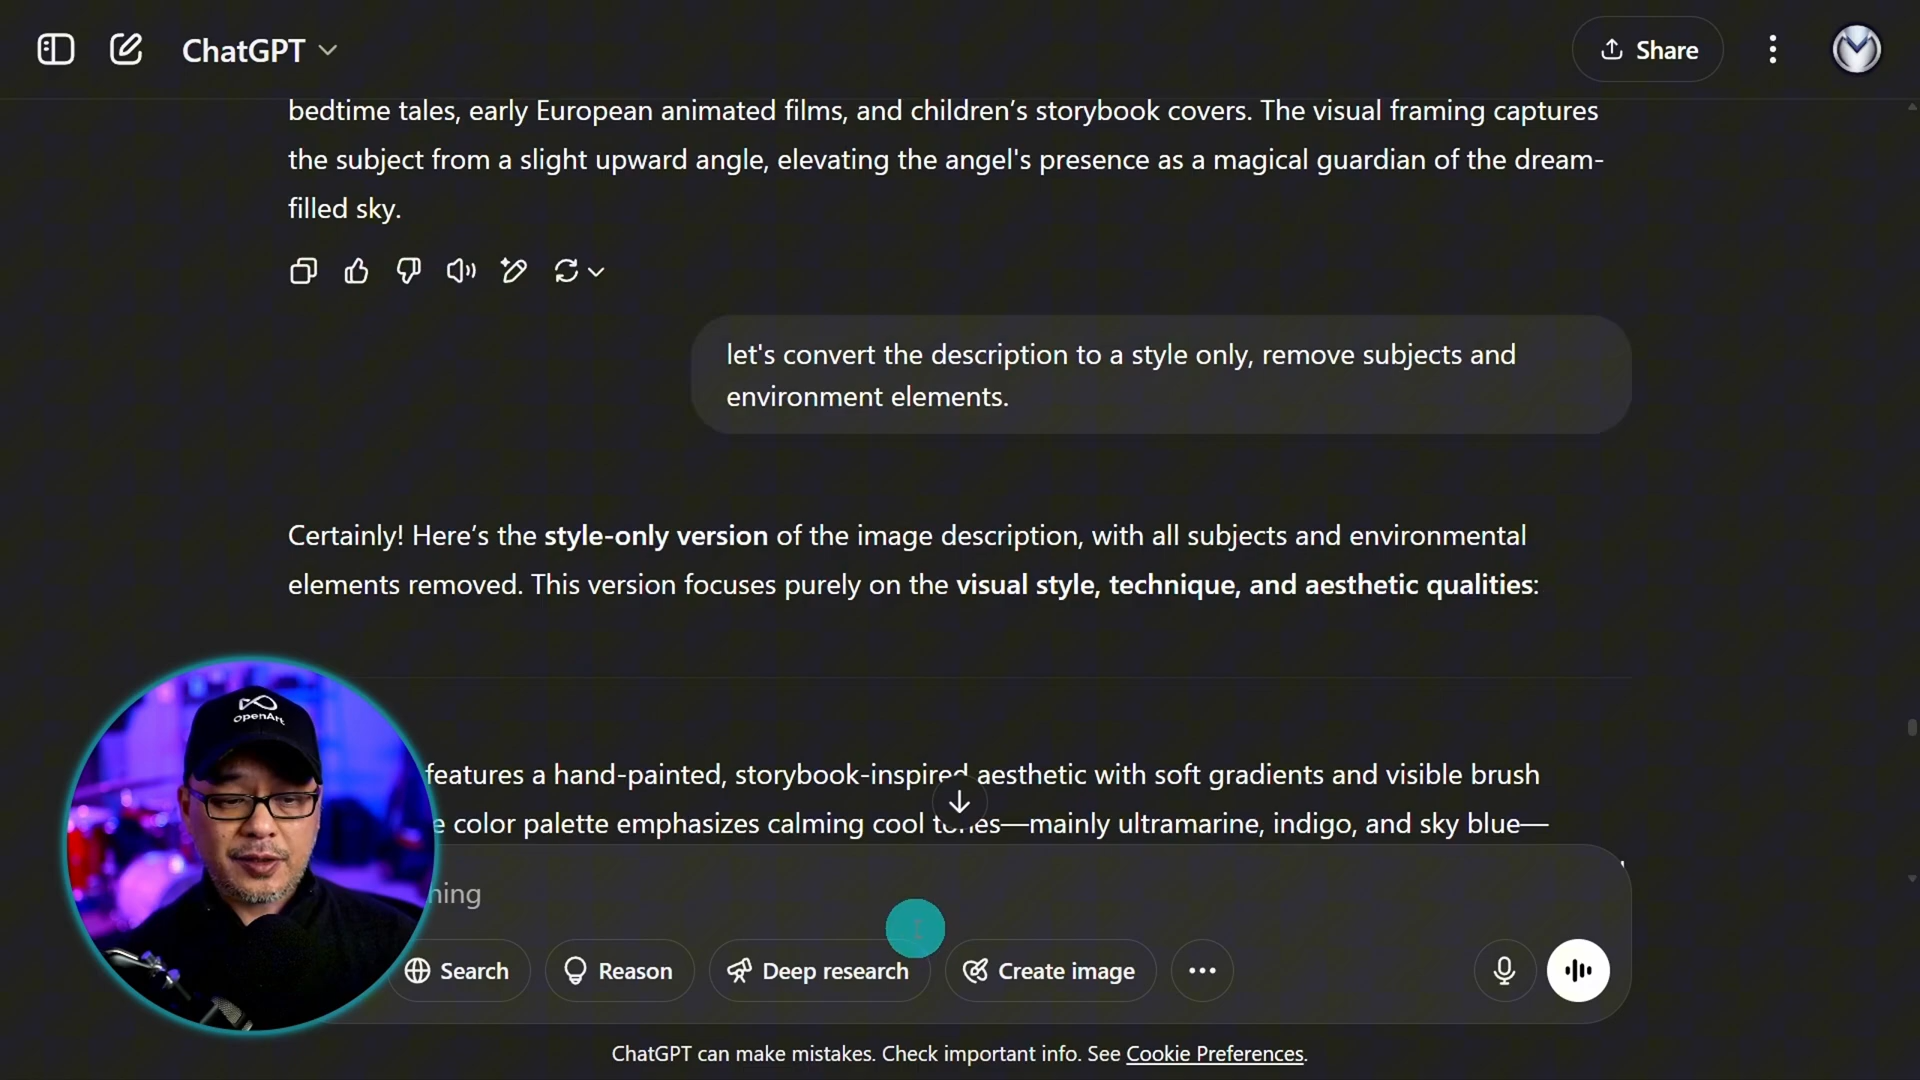 ChatGPT
Share
bedtime tales, early European animated films, and children’s storybook covers. The visual framing captures
the subject from a slight upward angle, elevating the angel's presence as a magical guardian of the dream-
filled sky.
let's convert the description to a style only, remove subjects and
environment elements.
Certainly! Here’s the style-only version of the image description, with all subjects and environmental
elements removed. This version focuses purely on the visual style, technique, and aesthetic qualities:
features a hand-painted, storybook-inspired aesthetic with soft gradients and visible brush
color palette emphasizes calming cool tones—mainly ultramarine, indigo, and sky blue—
OpenArt
Search
Reason
Deep research
Create image
ChatGPT can make mistakes. Check important info. See Cookie Preferences.